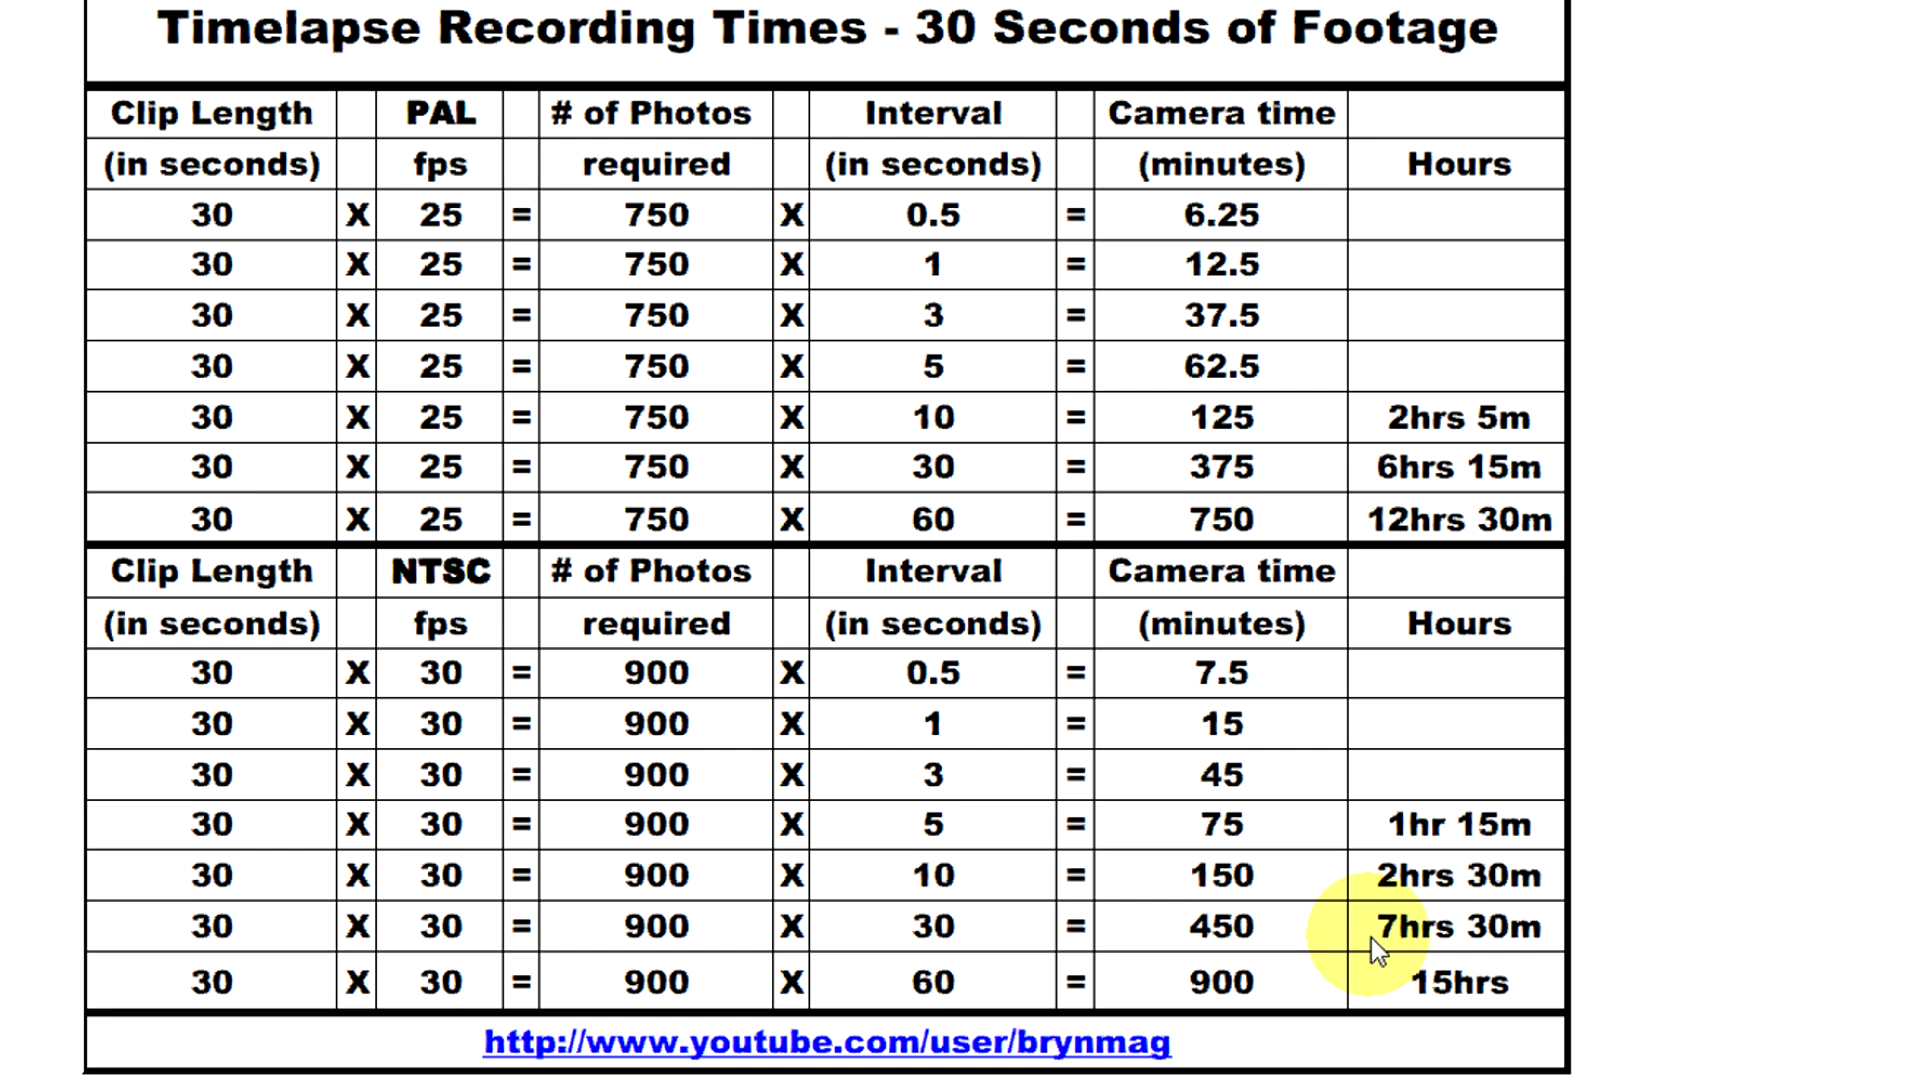 Timelapse Recording Times - 30 Seconds of Footage
Clip Length PAL # of Photos Interval Camera time
(in seconds) fps required (in seconds) (minutes) Hours
30 X 25 = 750 X 0.5 = 6.25
30 X 25 = 750 X 1 = 12.5
30 X 25 = 750 X 3 = 37.5
30 X 25 = 750 X 5 = 62.5
30 X 25 = 750 X 10 = 125 2hrs 5m
30 X 25 = 750 X 30 = 375 6hrs 15m
30 X 25 = 750 X 60 = 750 12hrs 30m
Clip Length NTSC # of Photos Interval Camera time
(in seconds) fps required (in seconds) (minutes) Hours
30 X 30 = 900 X 0.5 = 7.5
30 X 30 = 900 X 1 = 15
30 X 30 = 900 X 3 = 45
30 X 30 = 900 X 5 = 75 1hr 15m
30 X 30 = 900 X 10 = 150 2hrs 30m
30 X 30 = 900 X 30 = 450 7hrs 30m
30 X 30 = 900 X 60 = 900 15hrs
http://www.youtube.com/user/brynmag